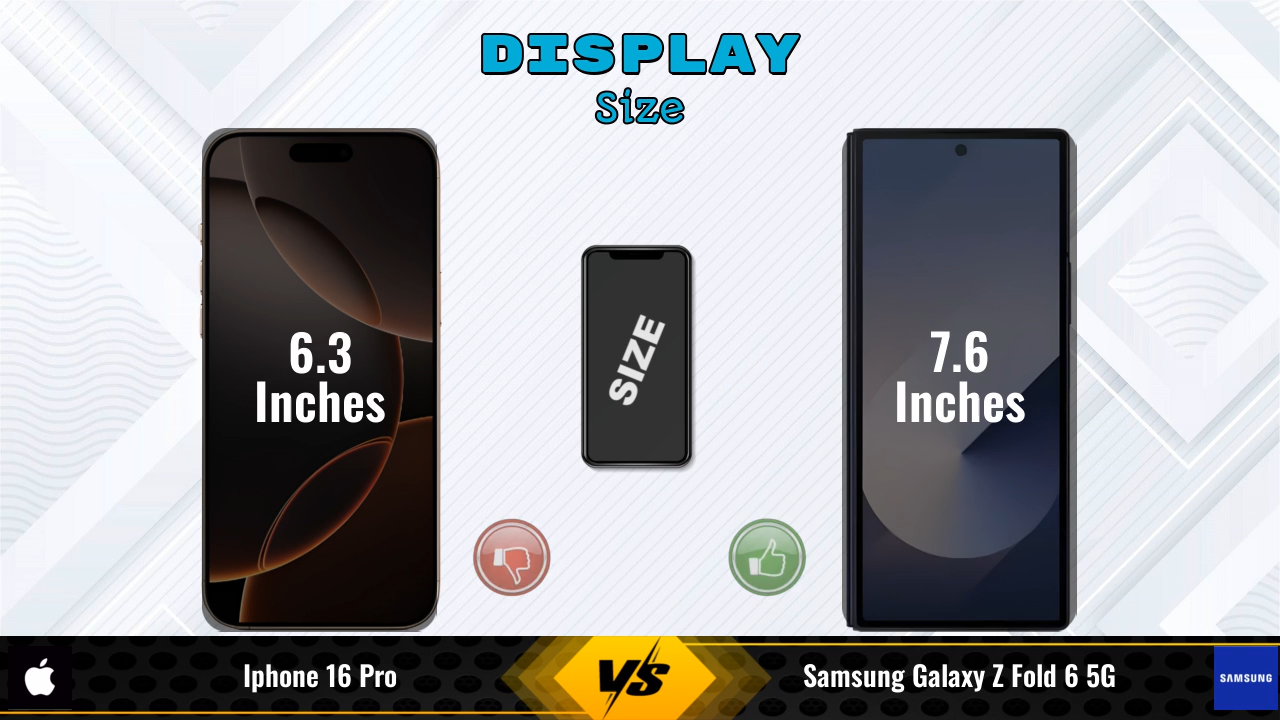 DISPLAY
Size
6.3
Inches
SIZE
7.6
Inches
Iphone 16 Pro
VS
Samsung Galaxy Z Fold 6 5G
SAMSUNG